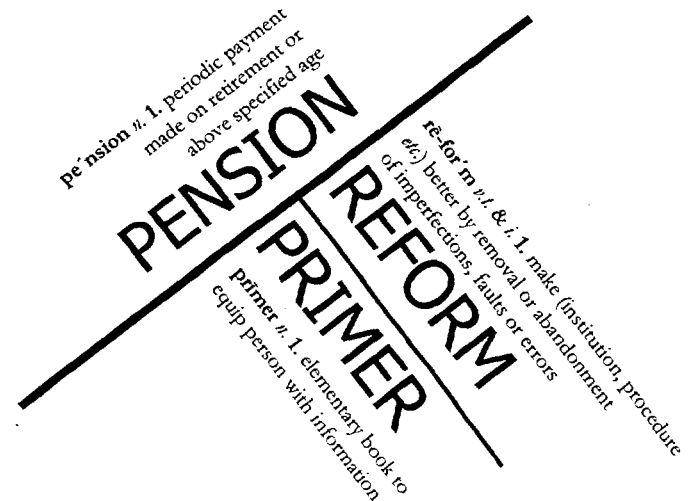 pe´nsion n. 1. periodic payment
made on retirement or
above specified age
PENSION
REFORM
rē-for´m v.t. & i. 1. make (institution, procedure
etc.) better by removal or abandonment
of imperfections, faults or errors
PRIMER
primer n. 1. elementary book to
equip person with information